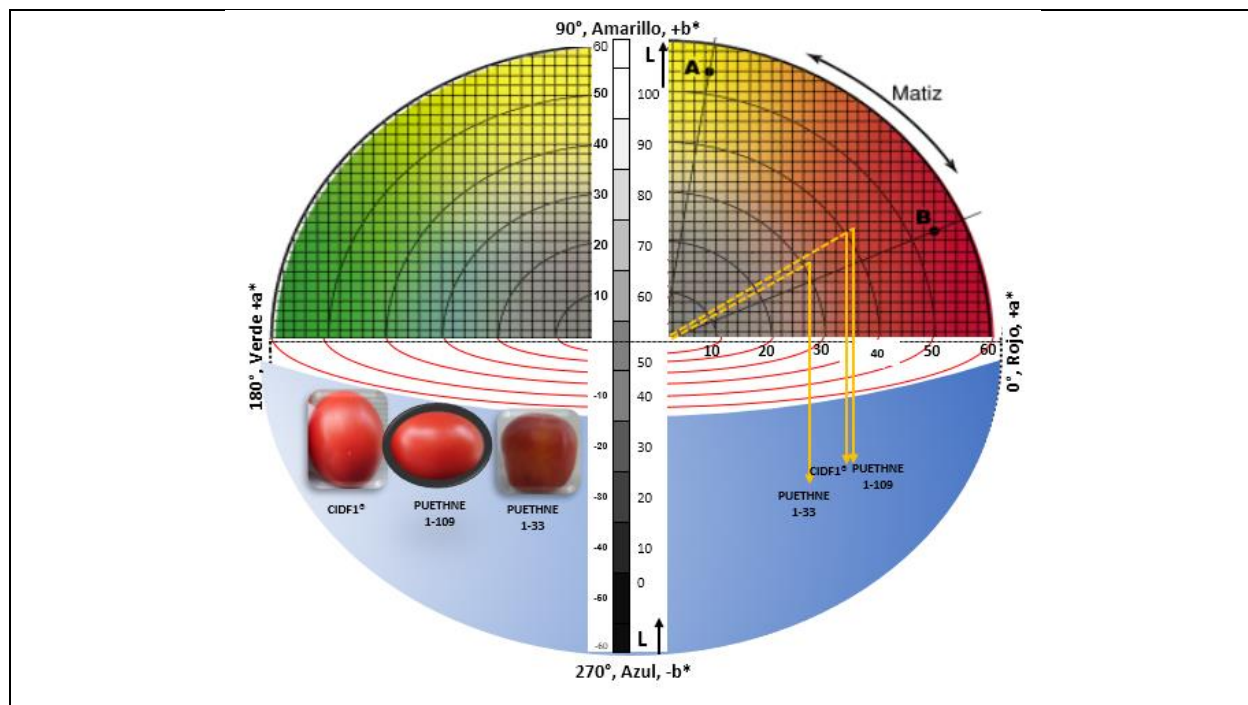 90°, Amarillo, +b*
60
50
40
30
20
10
-10
-20
-30
-40
-60
-60
L
100
90
80
70
60
50
40
30
20
10
0
L
A
Matiz
B
10 20 30 40 50 60
180°, Verde +a*
0°, Rojo, +a*
CIDF1®
PUETHNE
1-109
PUETHNE
1-33
CIDF1®
PUETHNE
1-109
PUETHNE
1-33
270°, Azul, -b*